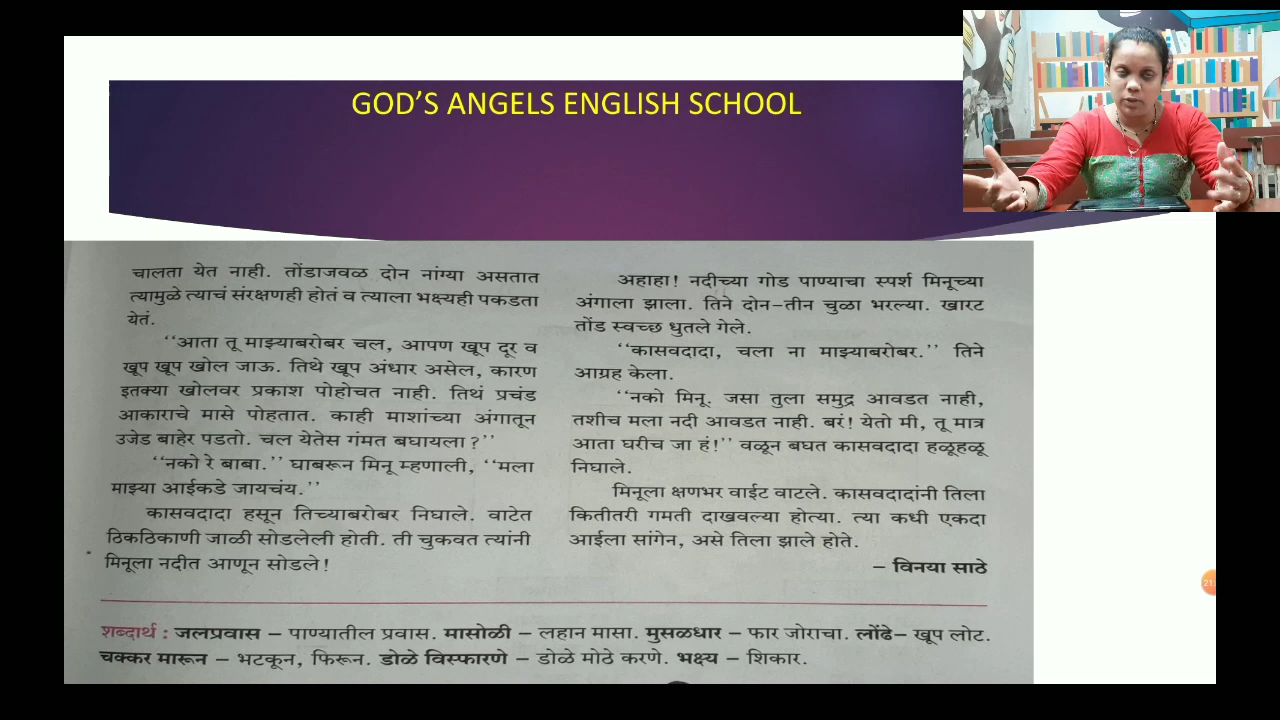 GOD’S ANGELS ENGLISH SCHOOL
चालता येत नाही. तोंडाजवळ दोन नांग्या असतात
त्यामुळे त्याचं संरक्षणही होतं व त्याला भक्ष्यही पकडता
येतं.
‘‘आता तू माझ्याबरोबर चल, आपण खूप दूर व
खूप खूप खोल जाऊ. तिथे खूप अंधार असेल, कारण
इतक्या खोलवर प्रकाश पोहोचत नाही. तिथं प्रचंड
आकाराचे मासे पोहतात. काही माशांच्या अंगातून
उजेड बाहेर पडतो. चल येतेस गंमत बघायला ?’’
‘‘नको रे बाबा.’’ घाबरून मिनू म्हणाली, ‘‘मला
माझ्या आईकडे जायचंय.’’
कासवदादा हसून तिच्याबरोबर निघाले. वाटेत
ठिकठिकाणी जाळी सोडलेली होती. ती चुकवत त्यांनी
मिनूला नदीत आणून सोडले!
अहाहा! नदीच्या गोड पाण्याचा स्पर्श मिनूच्या
अंगाला झाला. तिने दोन-तीन चुळा भरल्या. खारट
तोंड स्वच्छ धुतले गेले.
‘‘कासवदादा, चला ना माझ्याबरोबर.’’ तिने
आग्रह केला.
‘‘नको मिनू. जसा तुला समुद्र आवडत नाही,
तशीच मला नदी आवडत नाही. बरं! येतो मी, तू मात्र
आता घरीच जा हं!’’ वळून बघत कासवदादा हळूहळू
निघाले.
मिनूला क्षणभर वाईट वाटले. कासवदादांनी तिला
कितीतरी गमती दाखवल्या होत्या. त्या कधी एकदा
आईला सांगेन, असे तिला झाले होते.
– विनया साठे
शब्दार्थ : जलप्रवास – पाण्यातील प्रवास. मासोळी – लहान मासा. मुसळधार – फार जोराचा. लोंढे– खूप लोट.
चक्कर मारून – भटकून, फिरून. डोळे विस्फारणे – डोळे मोठे करणे. भक्ष्य – शिकार.